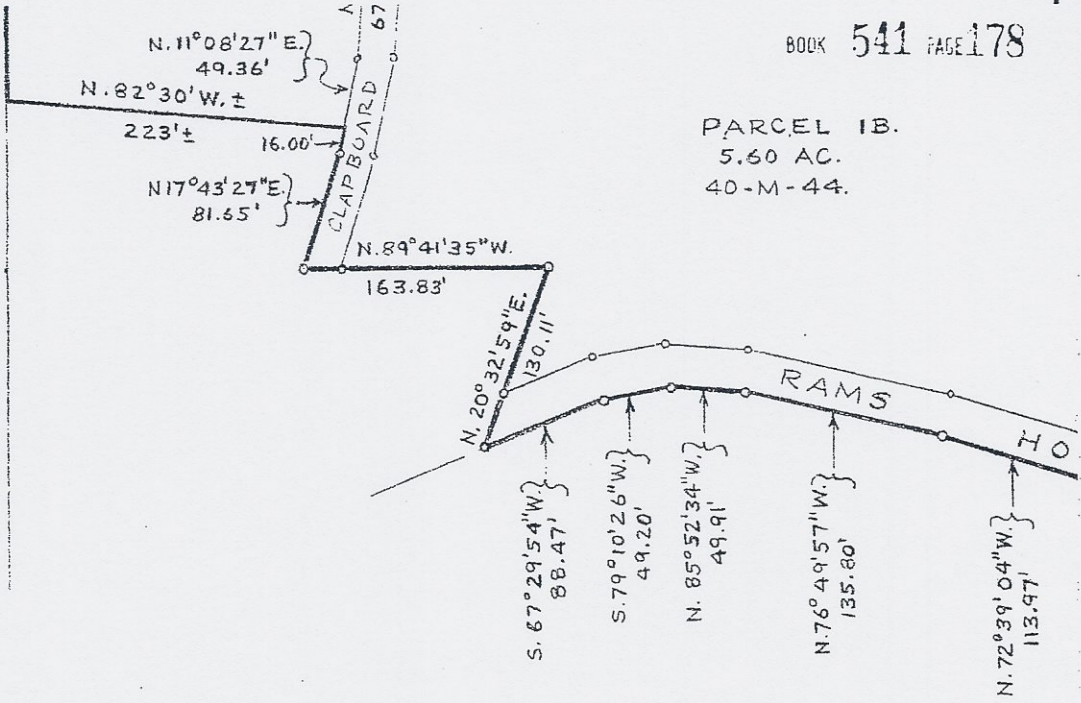 BOOK 541 PAGE 178
N. 11° 08' 27" E.
49.36'
N. 82° 30' W. ±
223' ±
16.00'
N 17° 43' 27" E.
81.65'
CLAPBOARD
67
PARCEL 1B.
5.60 AC.
40-M-44.
N. 89° 41' 35" W.
163.83'
N. 20° 32' 59" E.
130.11'
RAMS
HO
S. 67° 29' 54" W.
88.47'
S. 79° 10' 26" W.
49.20'
N. 85° 52' 34" W.
49.91'
N. 76° 49' 57" W.
135.80'
N. 72° 39' 04" W.
113.97'